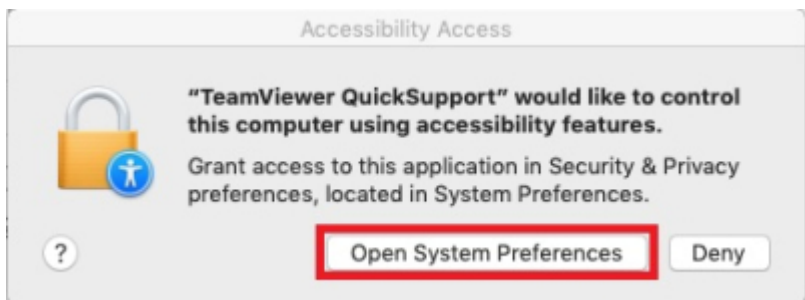 Accessibility Access
"TeamViewer QuickSupport" would like to control
this computer using accessibility features.
Grant access to this application in Security & Privacy
preferences, located in System Preferences.
?
Open System Preferences
Deny